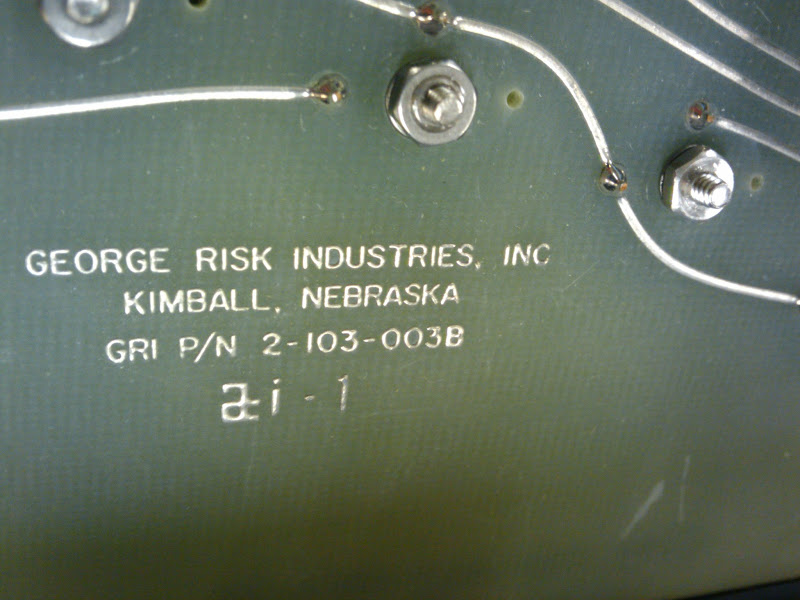 GEORGE RISK INDUSTRIES, INC
KIMBALL, NEBRASKA
GRI P/N 2-103-003B
ai-1